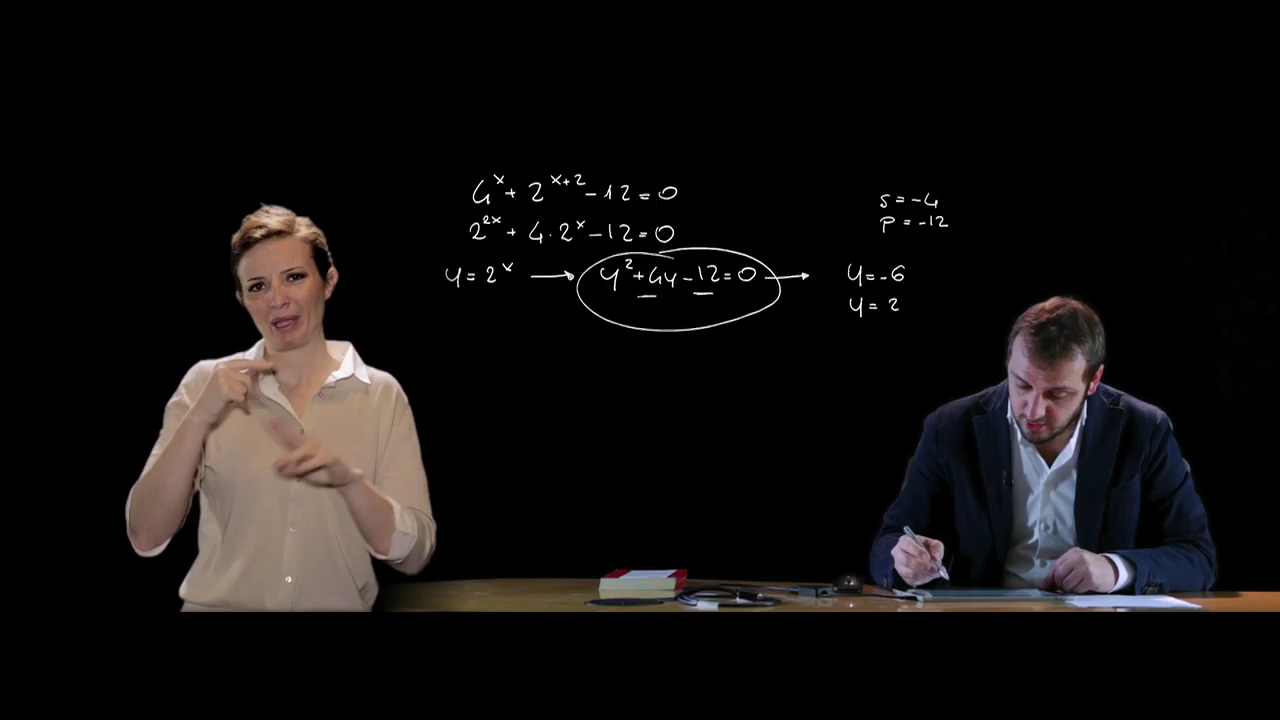 4^x + 2^(x+2) - 12 = 0
2^(2x) + 4 · 2^x - 12 = 0
y = 2^x → y^2 + 4y - 12 = 0 →
s = -4
p = -12
y = -6
y = 2